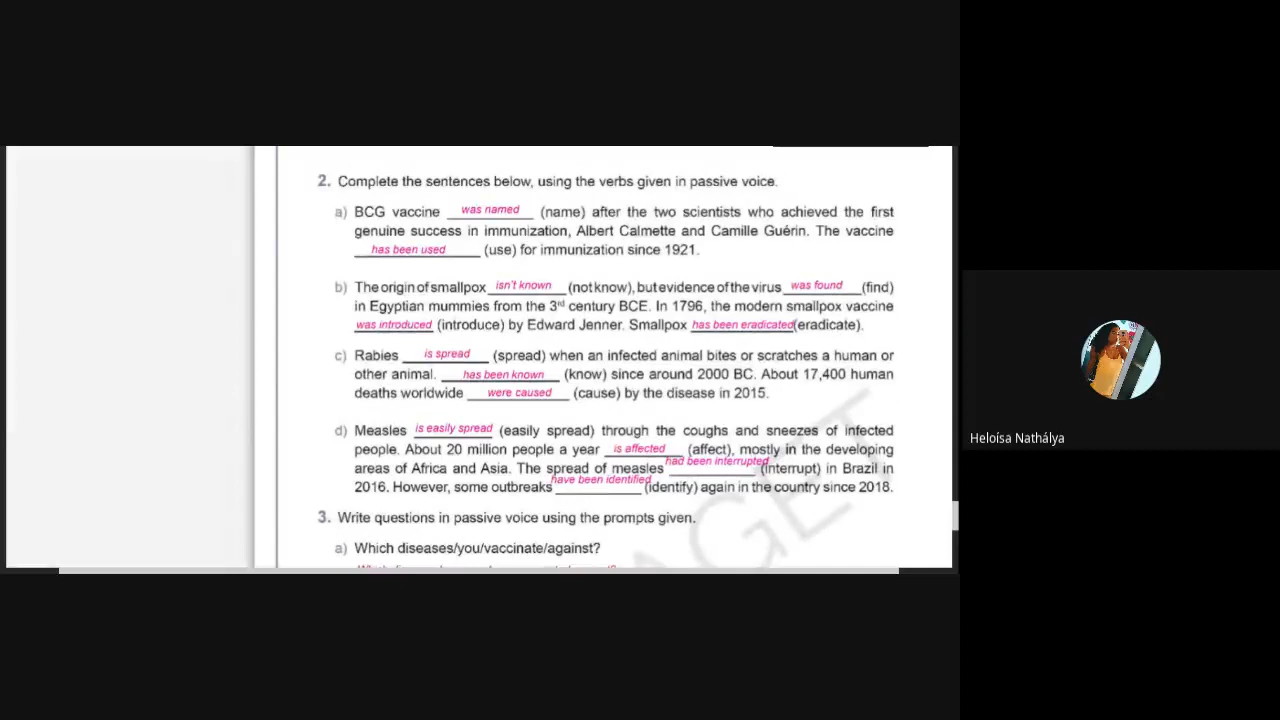 2. Complete the sentences below, using the verbs given in passive voice.
a) BCG vaccine was named (name) after the two scientists who achieved the first
genuine success in immunization, Albert Calmette and Camille Guérin. The vaccine
has been used (use) for immunization since 1921.
b) The origin of smallpox isn't known (not know), but evidence of the virus was found (find)
in Egyptian mummies from the 3rd century BCE. In 1796, the modern smallpox vaccine
was introduced (introduce) by Edward Jenner. Smallpox has been eradicated (eradicate).
c) Rabies is spread (spread) when an infected animal bites or scratches a human or
other animal. has been known (know) since around 2000 BC. About 17,400 human
deaths worldwide were caused (cause) by the disease in 2015.
d) Measles is easily spread (easily spread) through the coughs and sneezes of infected
people. About 20 million people a year is affected (affect), mostly in the developing
areas of Africa and Asia. The spread of measles had been interrupted (interrupt) in Brazil in
2016. However, some outbreaks have been identified (identify) again in the country since 2018.
3. Write questions in passive voice using the prompts given.
a) Which diseases/you/vaccinate/against?
Heloísa Nathálya